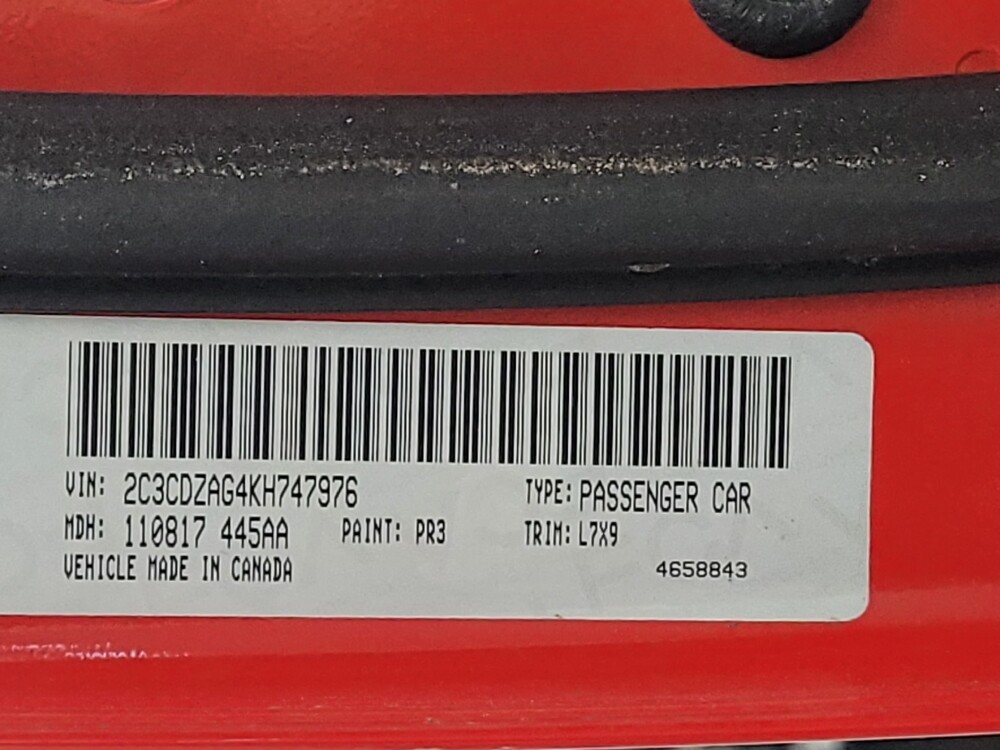 VIN: 2C3CDZAG4KH747976 TYPE: PASSENGER CAR
MDH: 110817 445AA PAINT: PR3 TRIM: L7X9
VEHICLE MADE IN CANADA 4658843